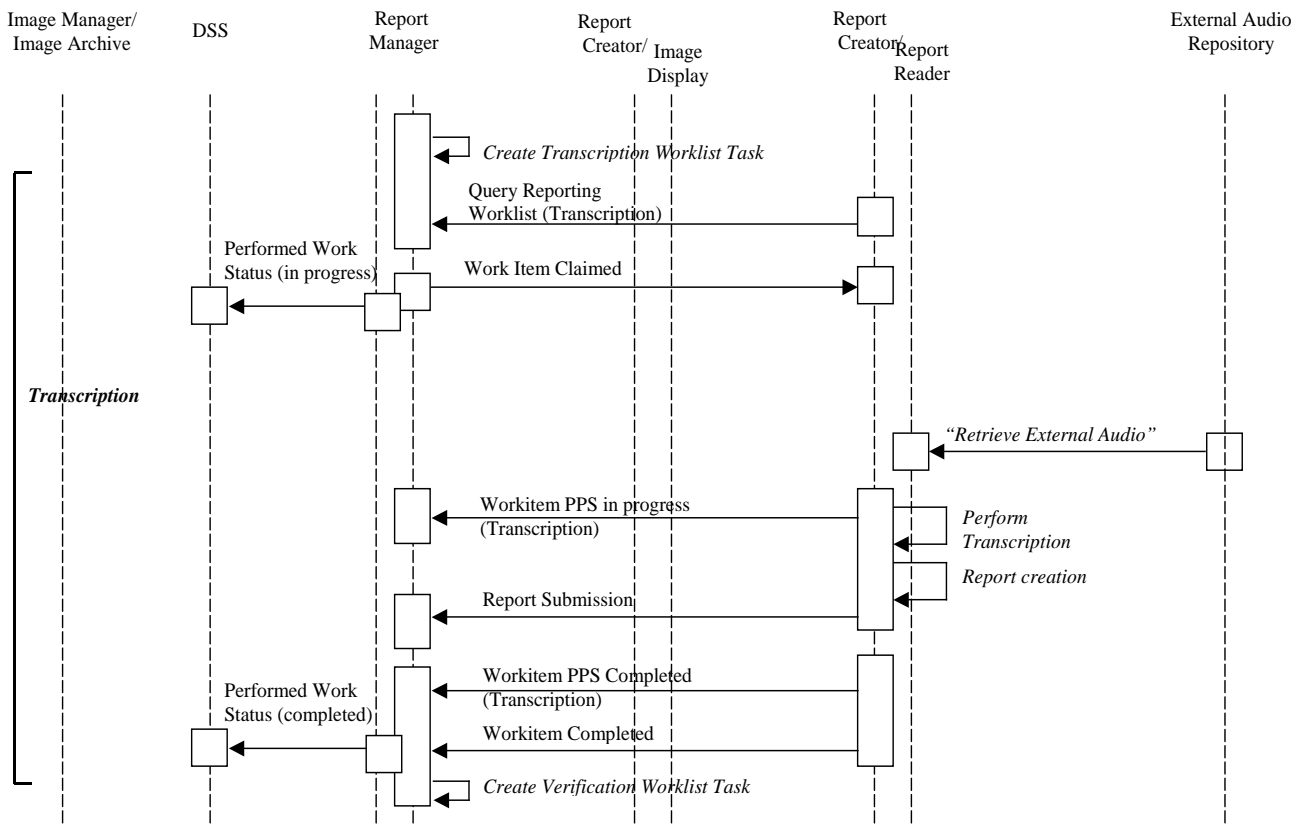 Image Manager/
Image Archive
DSS
Report
Manager
Report
Creator/
Image
Display
Report
Creator/
Report
Reader
External Audio
Repository
Create Transcription Worklist Task
Query Reporting
Worklist (Transcription)
Performed Work
Status (in progress)
Work Item Claimed
Transcription
“Retrieve External Audio”
Workitem PPS in progress
(Transcription)
Perform
Transcription
Report creation
Report Submission
Workitem PPS Completed
(Transcription)
Performed Work
Status (completed)
Workitem Completed
Create Verification Worklist Task